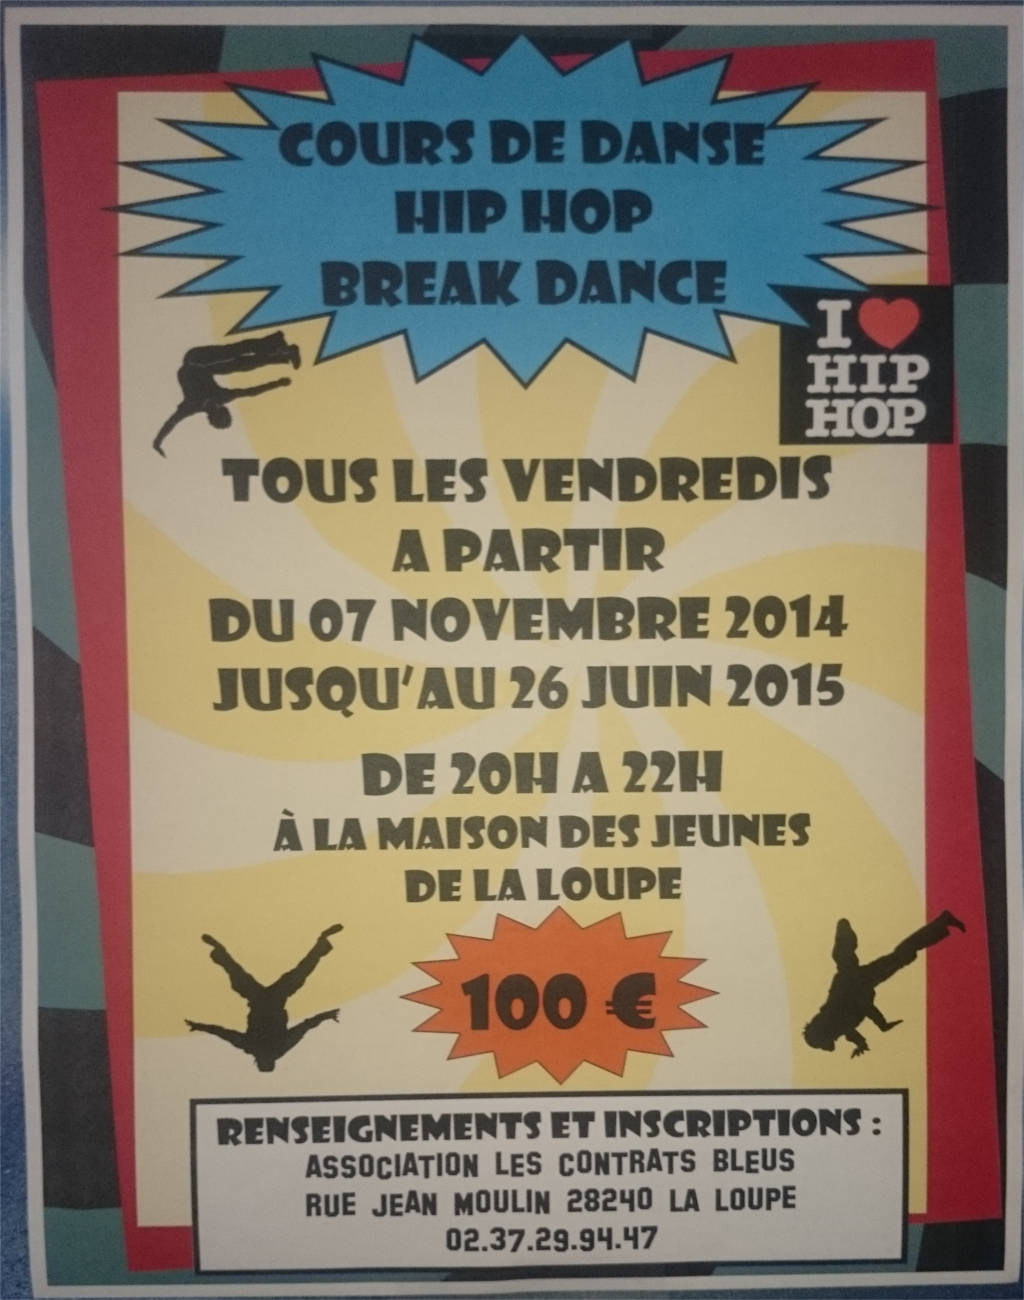 COURS DE DANSE
HIP HOP
BREAK DANCE
I ❤
HIP
HOP
TOUS LES VENDREDIS
A PARTIR
DU 07 NOVEMBRE 2014
JUSQU'AU 26 JUIN 2015
DE 20H A 22H
À LA MAISON DES JEUNES
DE LA LOUPE
100 €
RENSEIGNEMENTS ET INSCRIPTIONS :
ASSOCIATION LES CONTRATS BLEUS
RUE JEAN MOULIN 28240 LA LOUPE
02.37.29.94.47